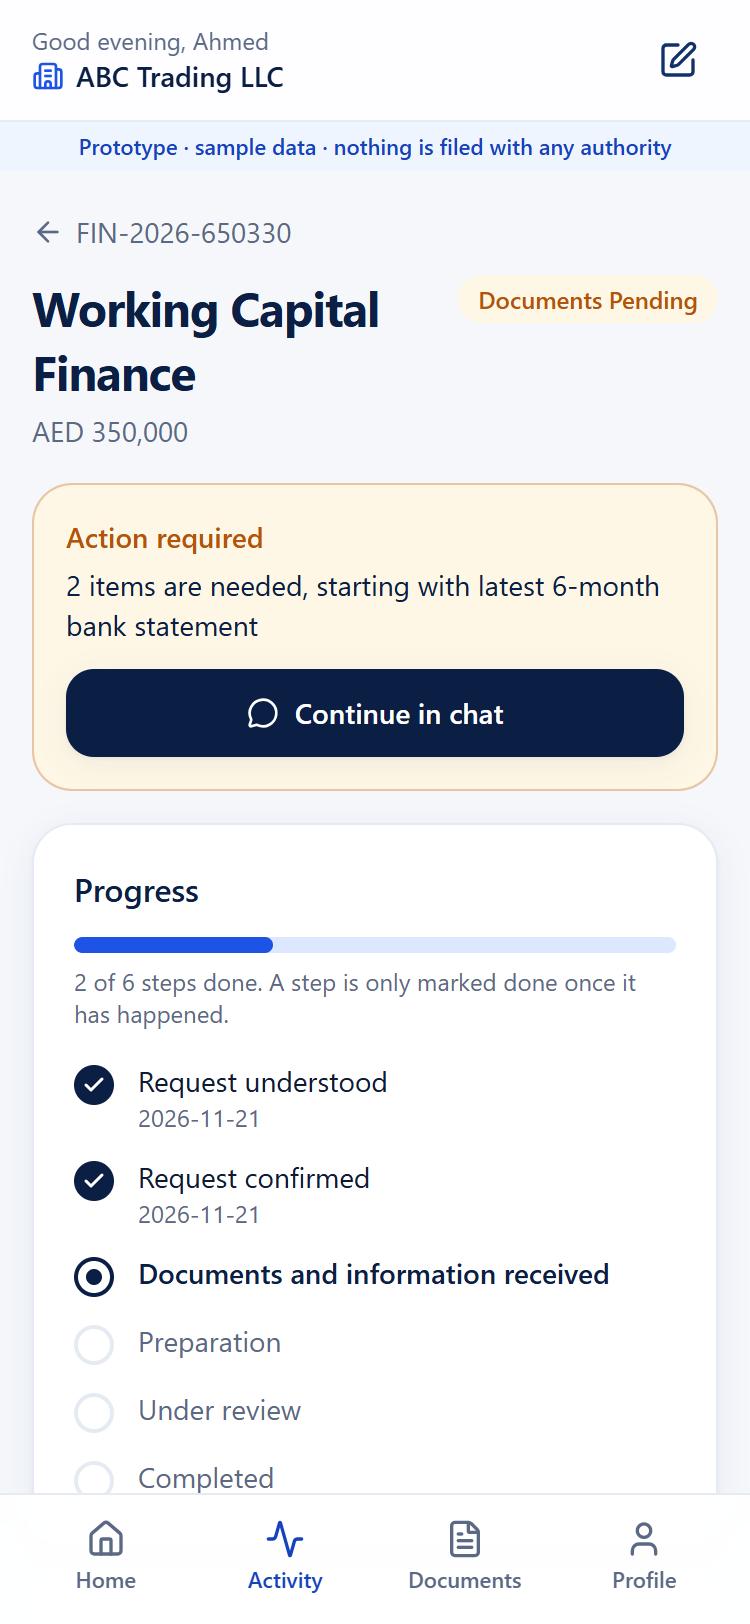 Good evening, Ahmed
ABC Trading LLC
Prototype · sample data · nothing is filed with any authority
FIN-2026-650330
Working Capital
Finance
Documents Pending
AED 350,000
Action required
2 items are needed, starting with latest 6-month
bank statement
Continue in chat
Progress
2 of 6 steps done. A step is only marked done once it
has happened.
Request understood
2026-11-21
Request confirmed
2026-11-21
Documents and information received
Preparation
Under review
Completed
Home
Activity
Documents
Profile